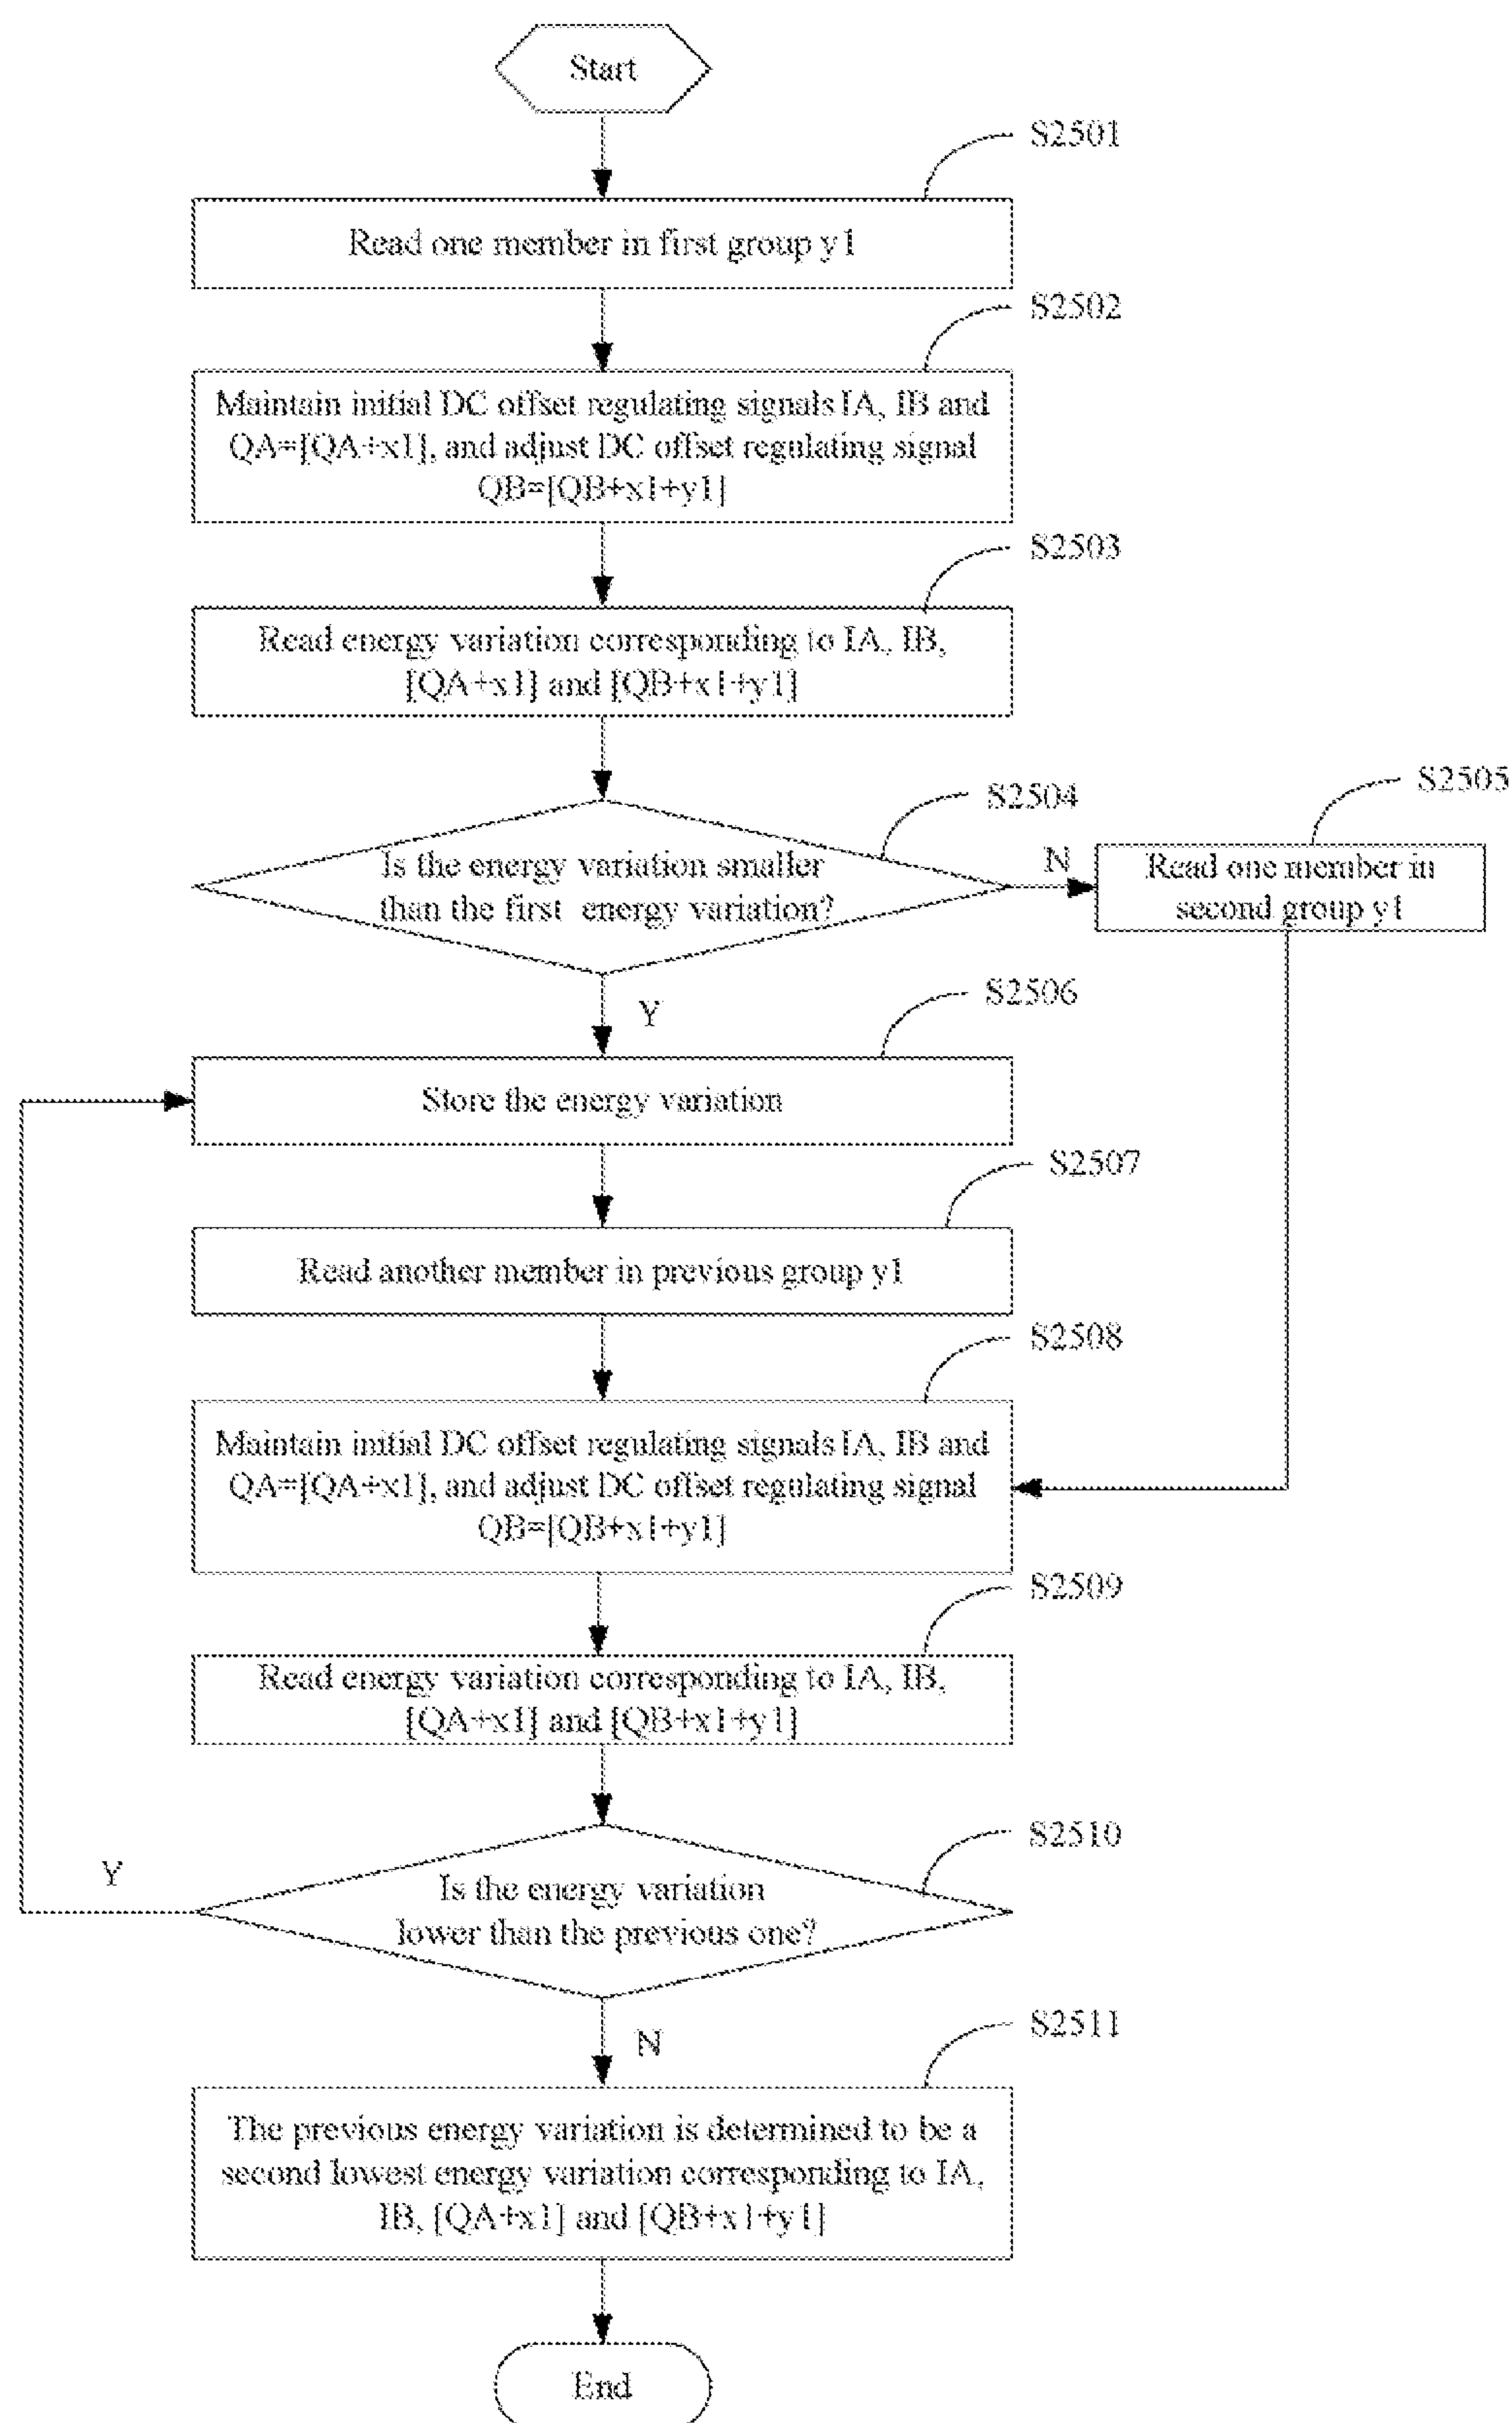 Start
S2501
Read one member in first group y1
S2502
Maintain initial DC offset regulating signals IA, IB and
QA=[QA+x1], and adjust DC offset regulating signal
QB=[QB+x1+y1]
S2503
Read energy variation corresponding to IA, IB,
[QA+x1] and [QB+x1+y1]
S2504
Is the energy variation smaller
than the first energy variation?
N
S2505
Read one member in
second group y1
Y
S2506
Store the energy variation
S2507
Read another member in previous group y1
S2508
Maintain initial DC offset regulating signals IA, IB and
QA=[QA+x1], and adjust DC offset regulating signal
QB=[QB+x1+y1]
S2509
Read energy variation corresponding to IA, IB,
[QA+x1] and [QB+x1+y1]
S2510
Is the energy variation
lower than the previous one?
Y
N
S2511
The previous energy variation is determined to be a
second lowest energy variation corresponding to IA,
IB, [QA+x1] and [QB+x1+y1]
End